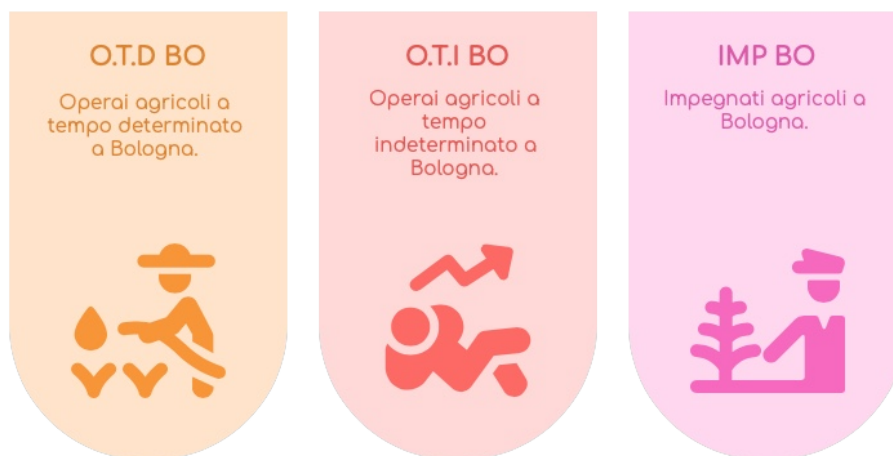 O.T.D BO
Operai agricoli a
tempo determinato
a Bologna.
O.T.I BO
Operai agricoli a
tempo
indeterminato a
Bologna.
IMP BO
Impegnati agricoli a
Bologna.